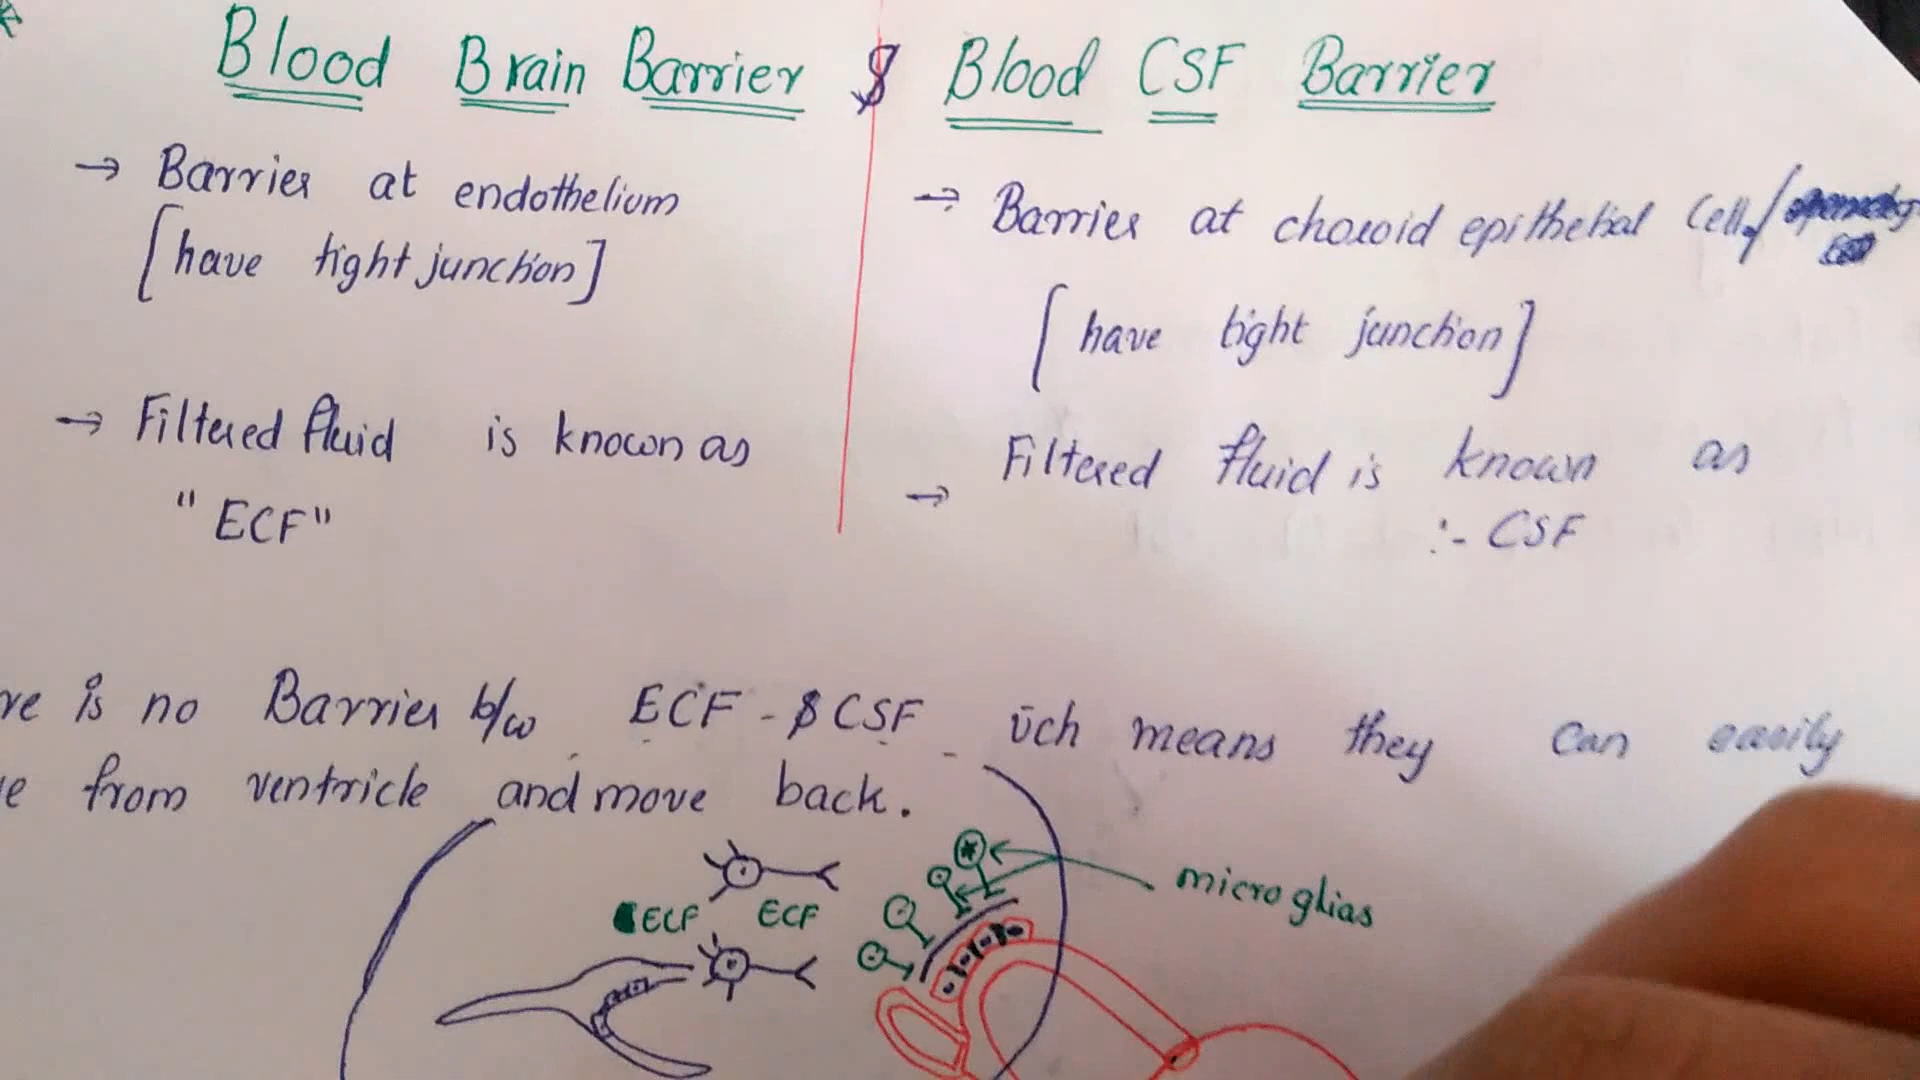 Blood Brain Barrier & Blood CSF Barrier
→ Barrier at endothelium
[have tight junction]
→ Filtered fluid is known as
"ECF"
→ Barrier at choroid epithelial Cell/
[have tight junction]
→ Filtered fluid is known as
:- CSF
re is no Barrier b/w ECF - & CSF which means they can easily
e from ventricle and move back.
microglias
ECF ECF